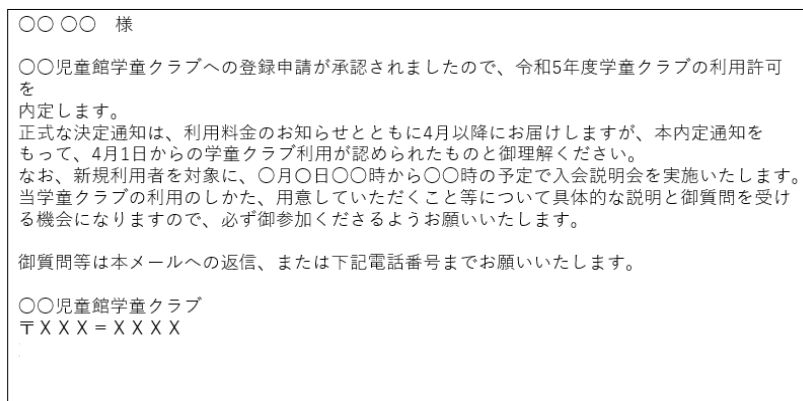 〇〇 〇〇　様
〇〇児童館学童クラブへの登録申請が承認されましたので、令和5年度学童クラブの利用許可
を
内定します。
正式な決定通知は、利用料金のお知らせとともに4月以降にお届けしますが、本内定通知を
もって、4月1日からの学童クラブ利用が認められたものと御理解ください。
なお、新規利用者を対象に、〇月〇日〇〇時から〇〇時の予定で入会説明会を実施いたします。
当学童クラブの利用のしかた、用意していただくこと等について具体的な説明と御質問を受け
る機会になりますので、必ず御参加くださるようお願いいたします。
御質問等は本メールへの返信、または下記電話番号までお願いいたします。
〇〇児童館学童クラブ
〒ＸＸＸ＝ＸＸＸＸ